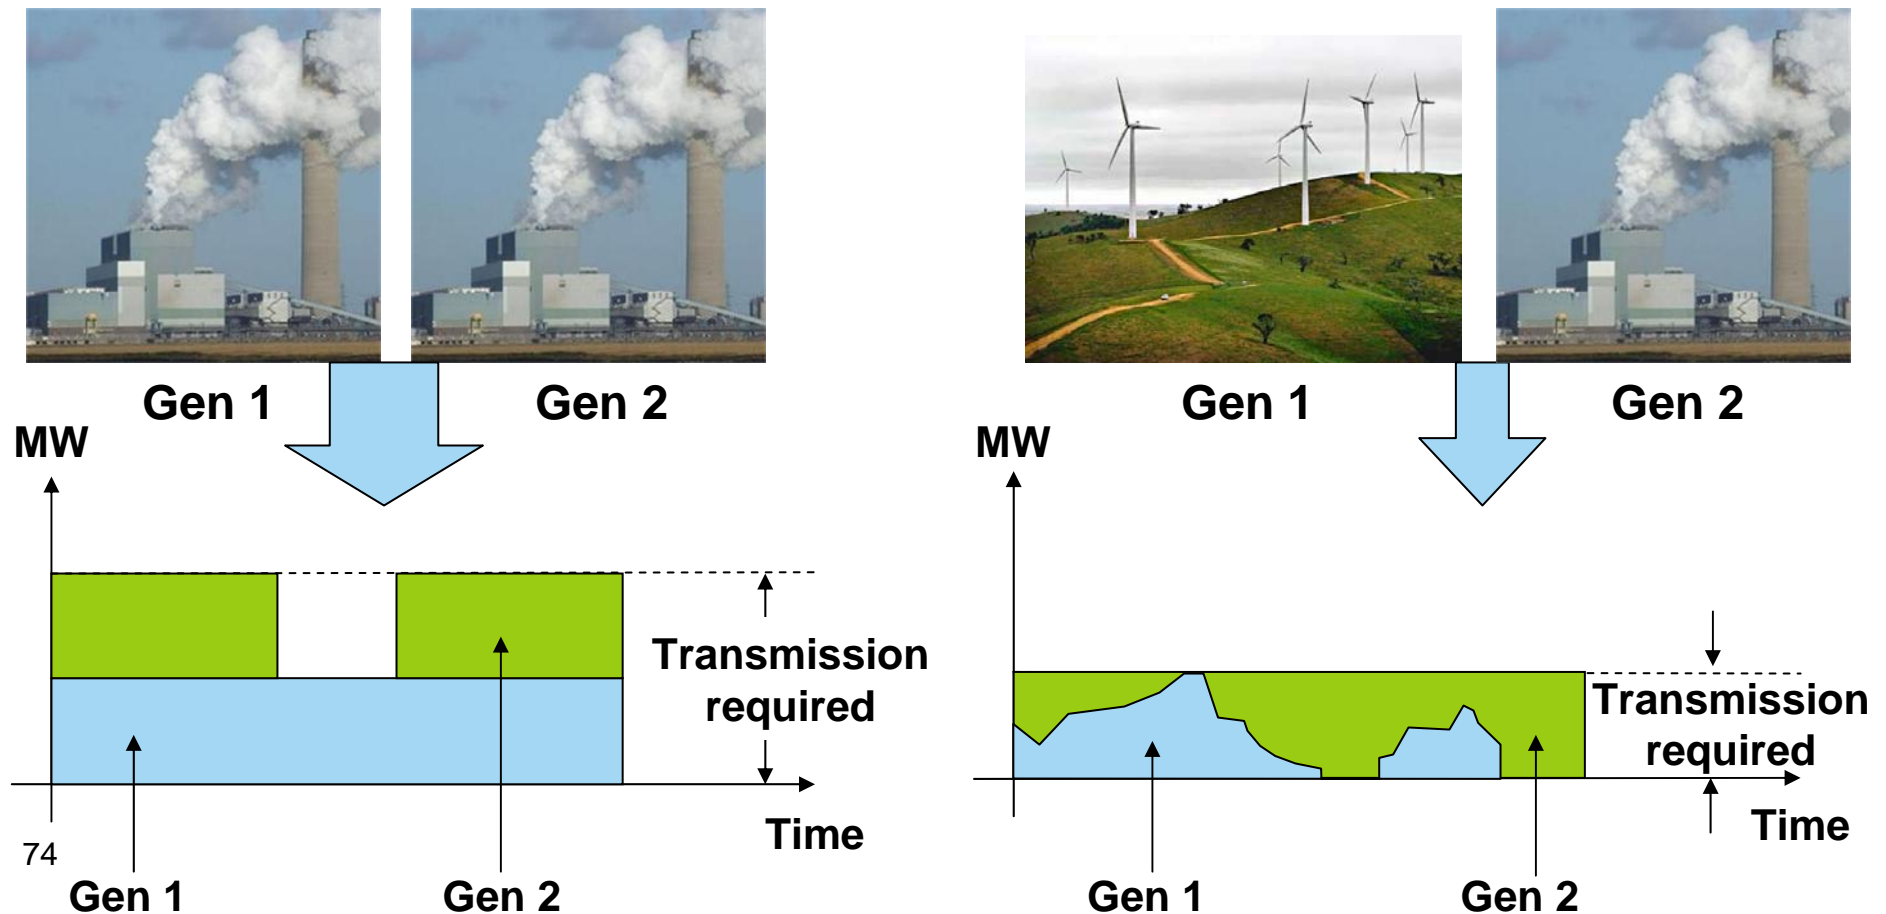 Gen 1
Gen 2
MW
Transmission
required
Time
74
Gen 1
Gen 2
Gen 1
Gen 2
MW
Transmission
required
Time
Gen 1
Gen 2